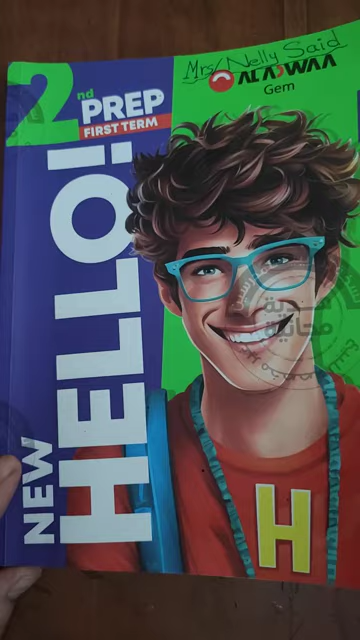 Mrs/Nelly Said
ALADWAA
Gem
2nd
PREP
FIRST TERM
NEW
HELLO!
H